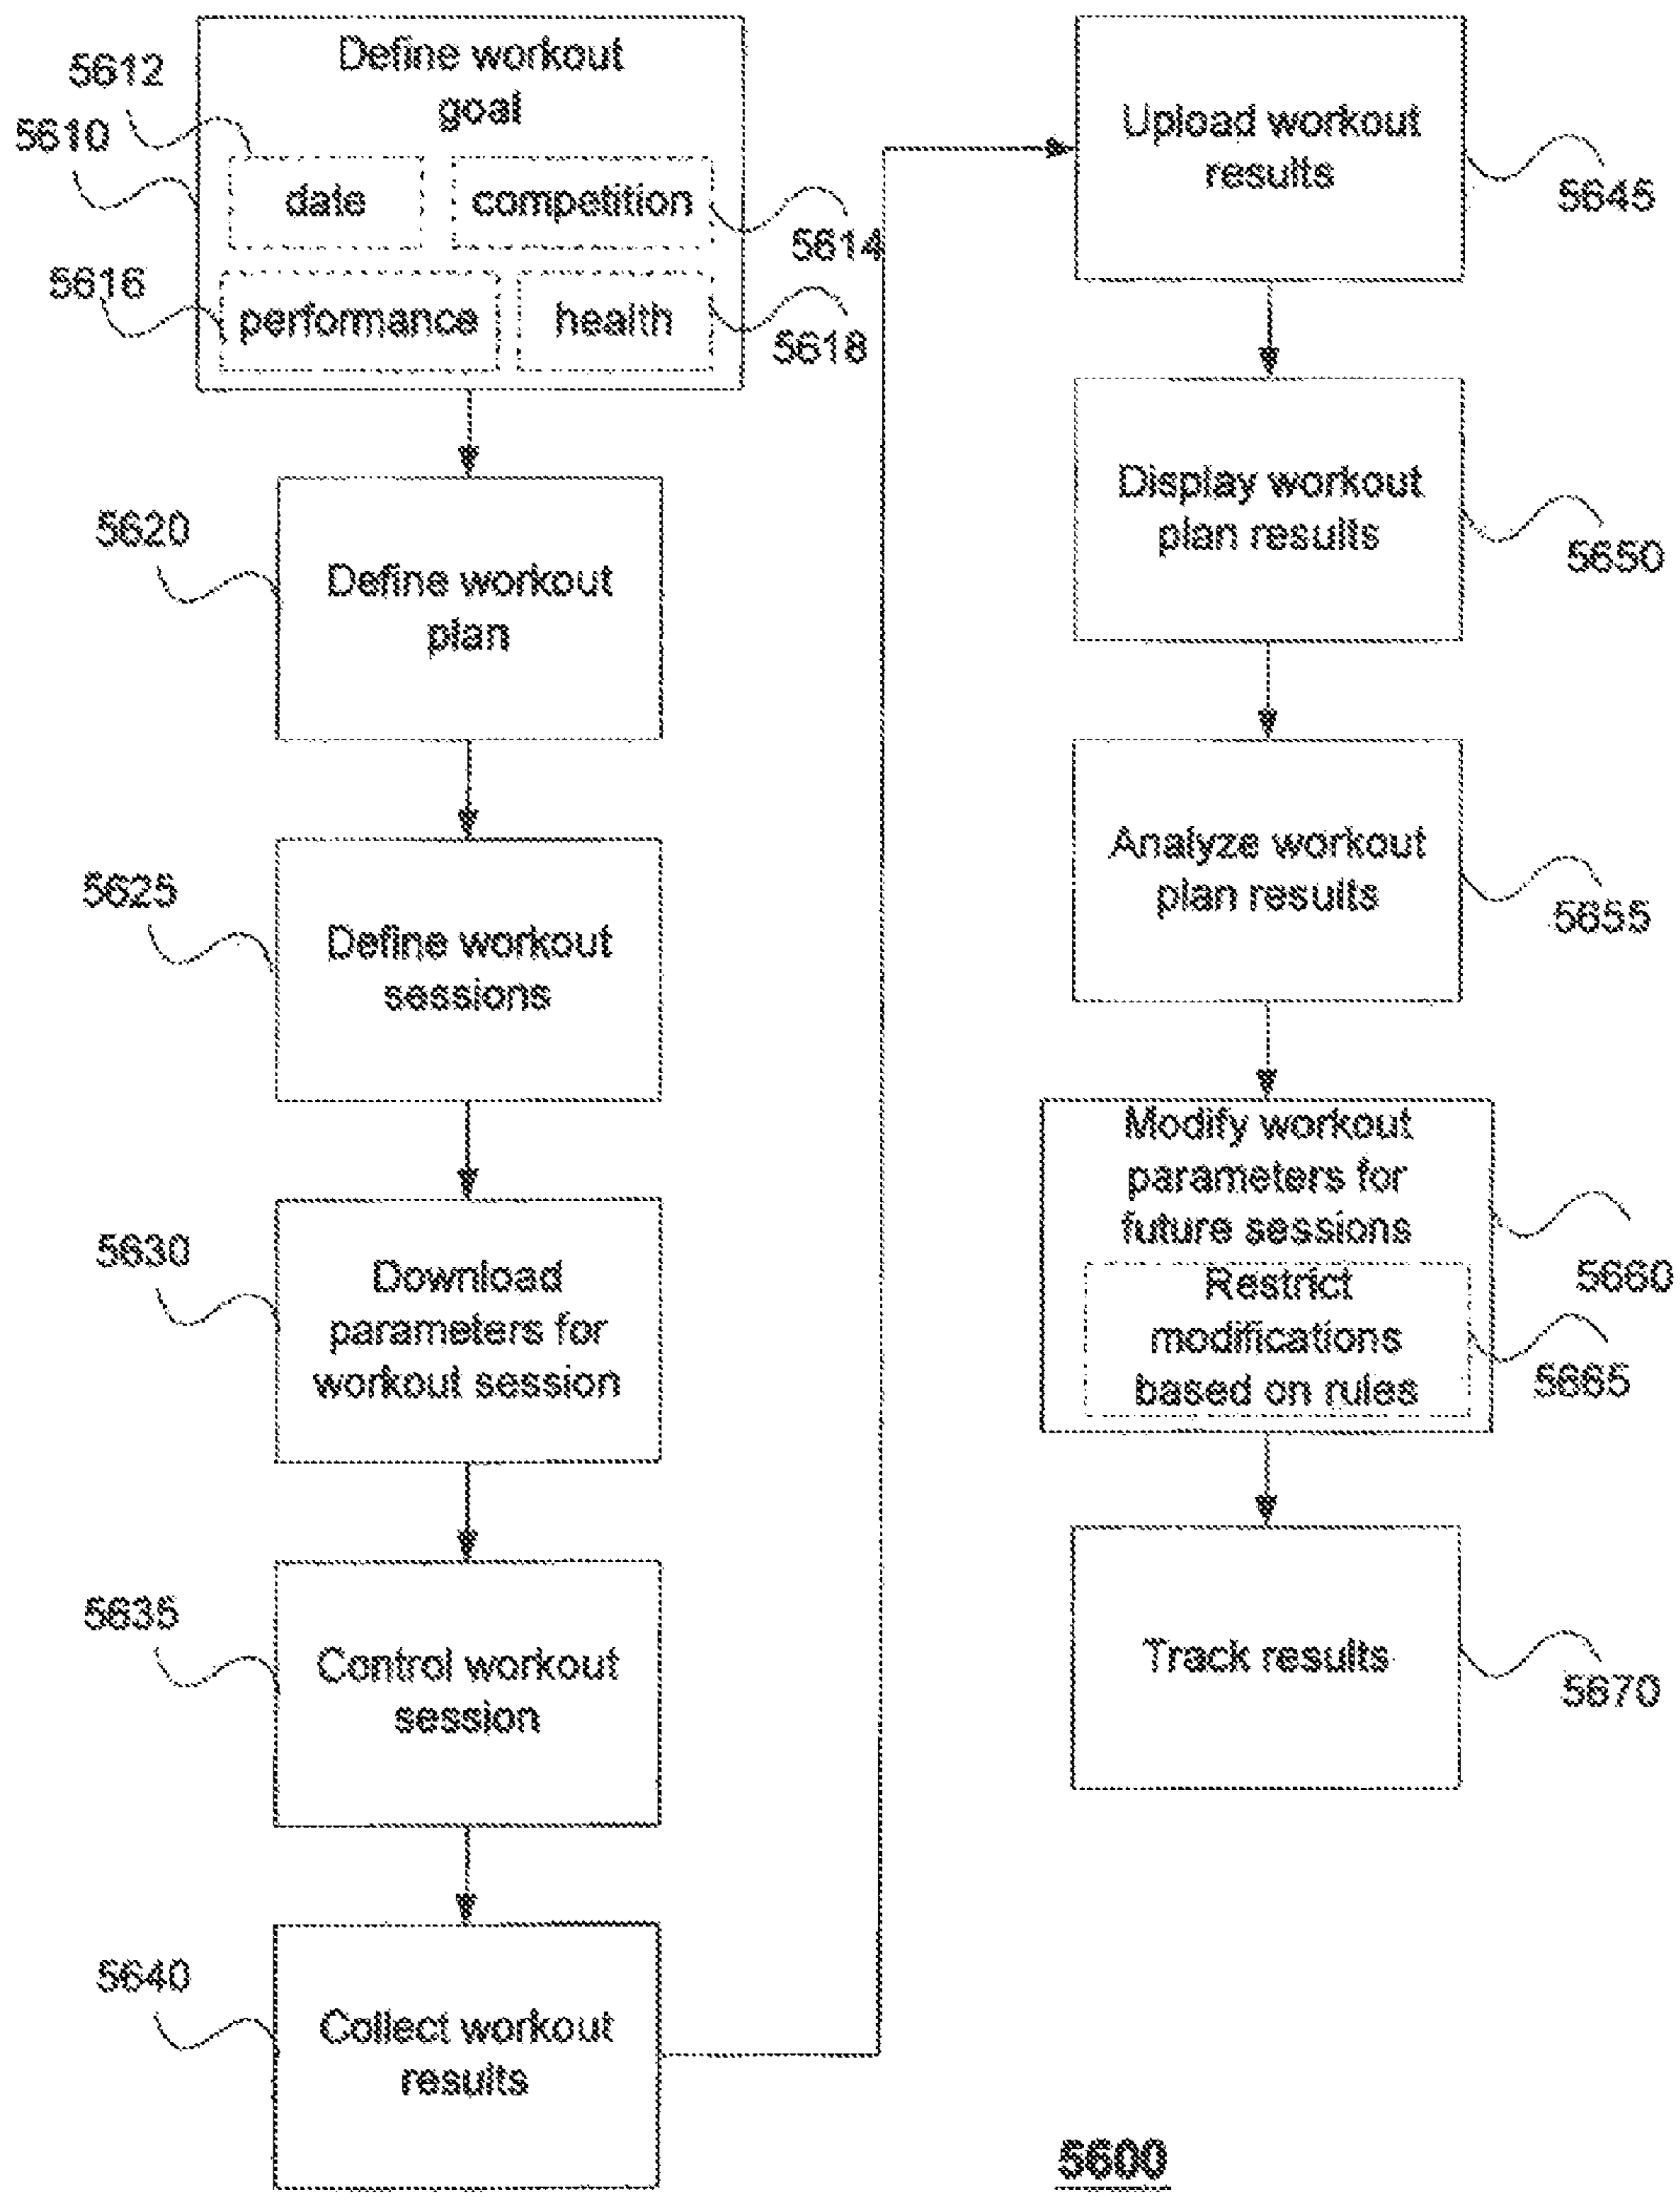 Define workout
goal
5612
5610
date
competition
5614
5616
performance
health
5618
5620
Define workout
plan
5625
Define workout
sessions
5630
Download
parameters for
workout session
5635
Control workout
session
5640
Collect workout
results
Upload workout
results
5645
Display workout
plan results
5650
Analyze workout
plan results
5655
Modify workout
parameters for
future sessions
5660
Restrict
modifications
based on rules
5665
Track results
5670
5600